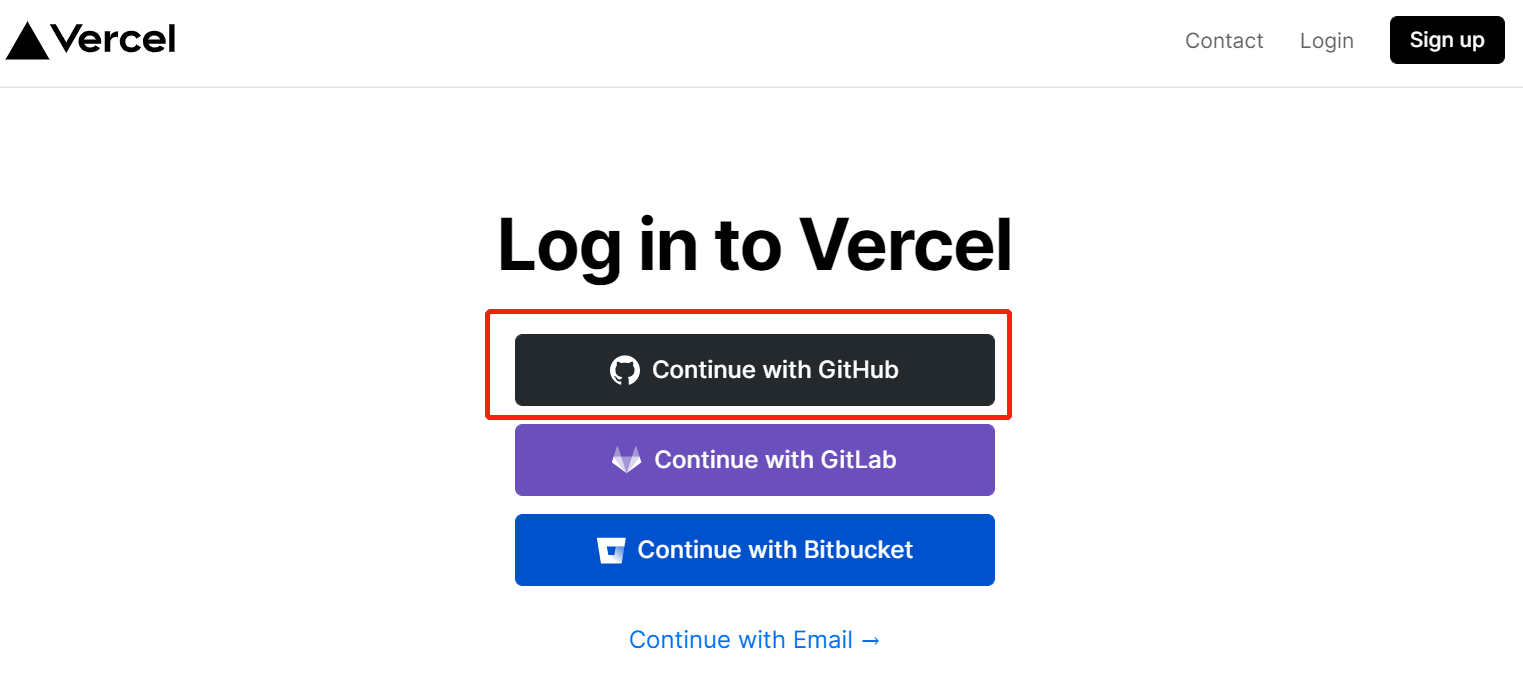 Vercel
Contact
Login
Sign up
Log in to Vercel
Continue with GitHub
Continue with GitLab
Continue with Bitbucket
Continue with Email →